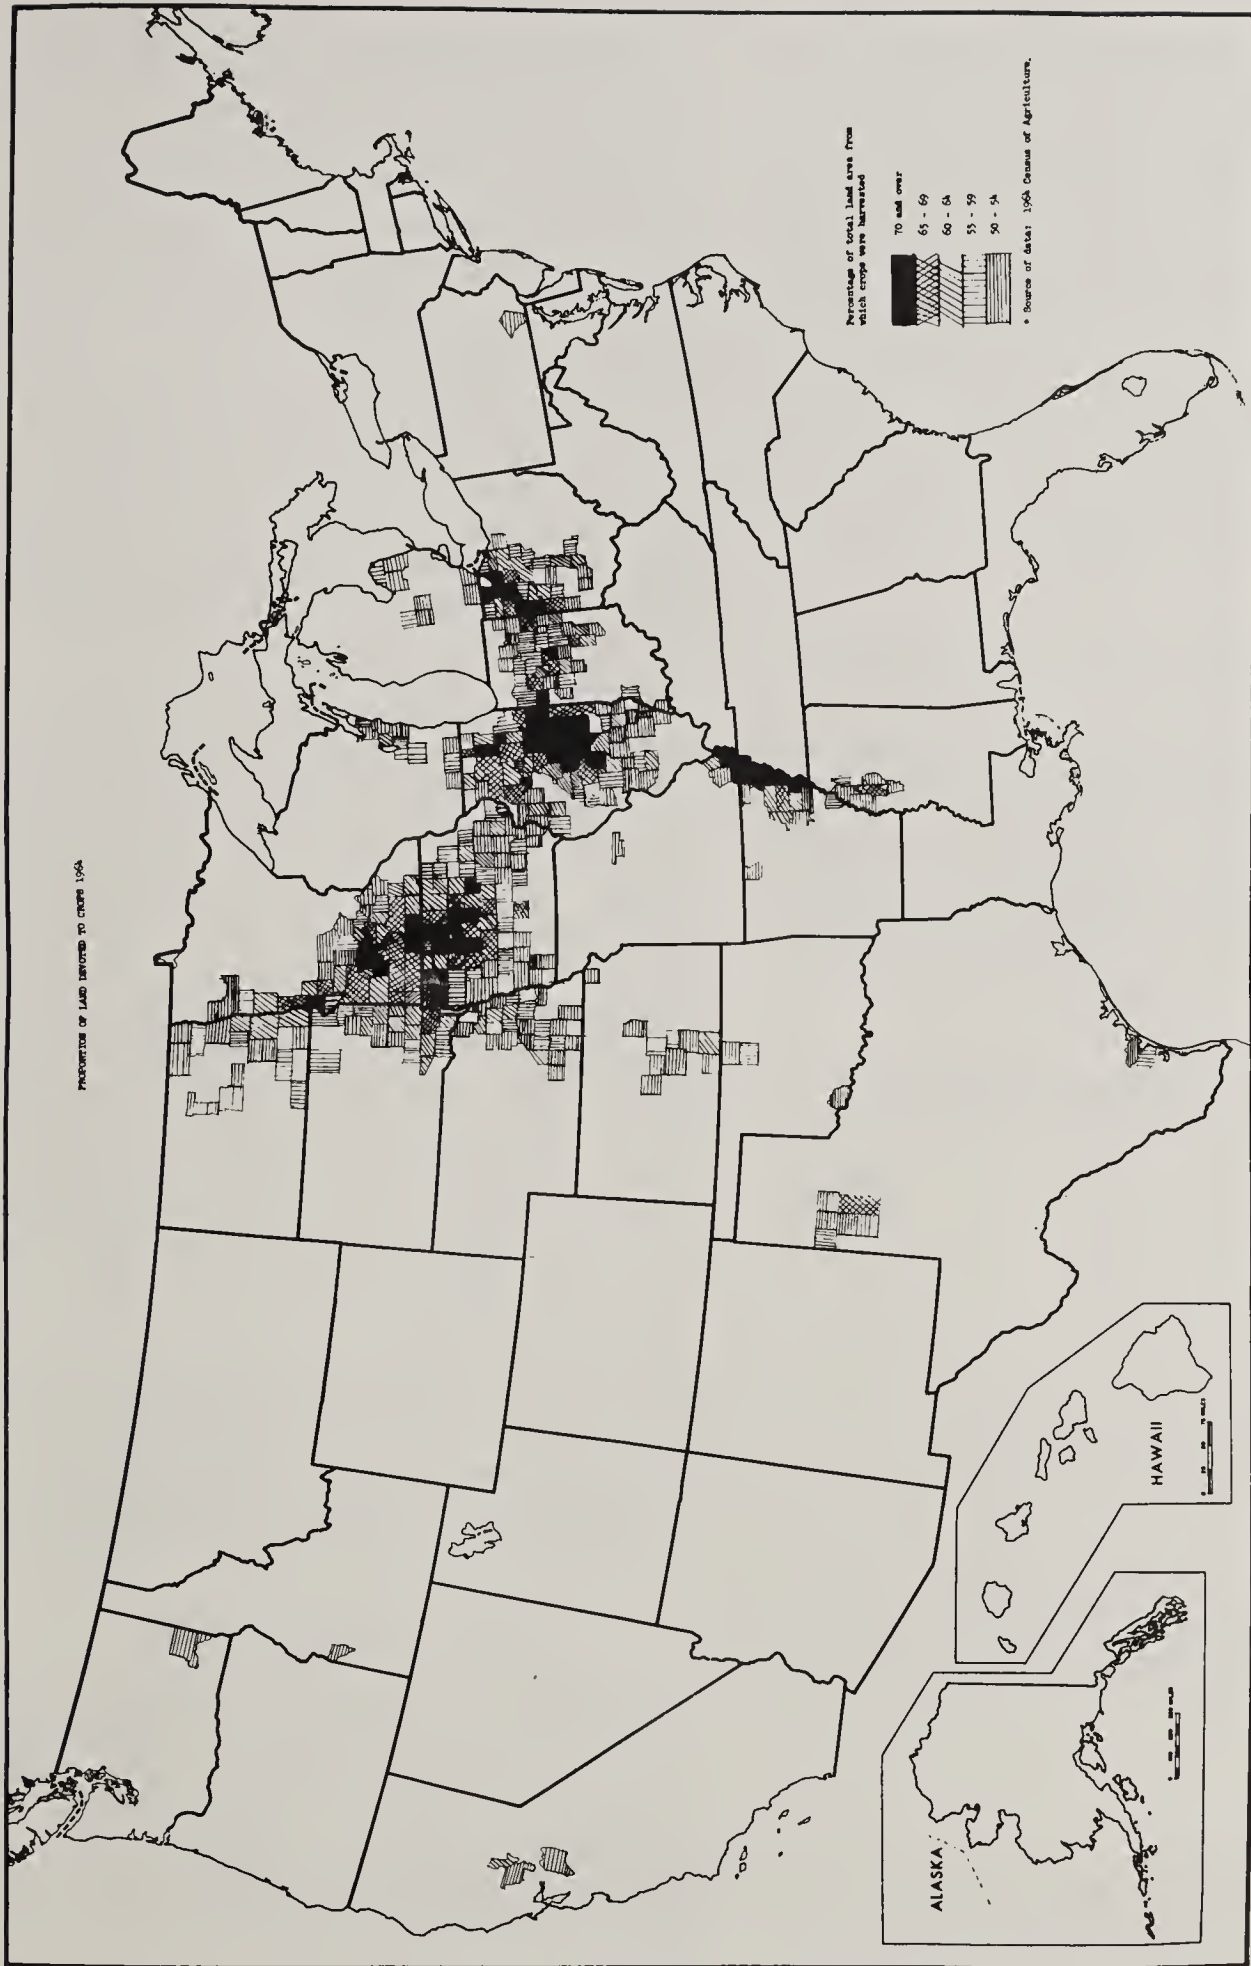 PROPORTION OF LAND DEVOTED TO CROPS 1964
Percentage of total land area from
which crops were harvested
70 and over
65 - 69
60 - 64
55 - 59
50 - 54
* Source of data: 1964 Census of Agriculture.
ALASKA
HAWAII